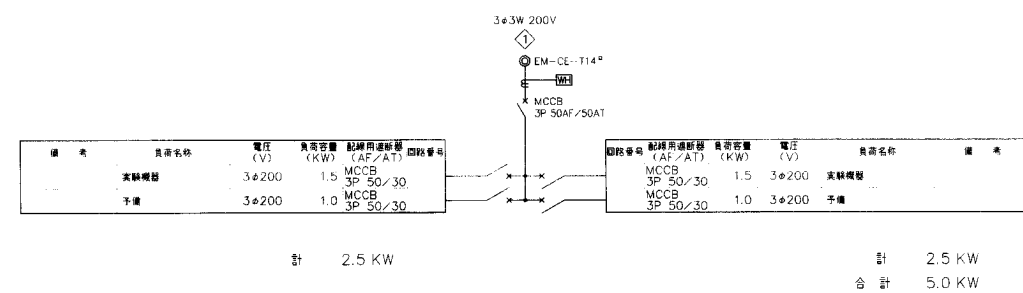 3φ3W 200V
1
EM-CE--T14□
WH
MCCB
3P 50AF/50AT
備 考 負荷名称 電圧 (V) 負荷容量 (KW) 配線用遮断器 (AF/AT) 回路番号
実験機器 3φ200 1.5 MCCB 3P 50/30
予備 3φ200 1.0 MCCB 3P 50/30
計 2.5 KW
回路番号 配線用遮断器 (AF/AT) 負荷容量 (KW) 電圧 (V) 負荷名称 備 考
MCCB 3P 50/30 1.5 3φ200 実験機器
MCCB 3P 50/30 1.0 3φ200 予備
計 2.5 KW
合 計 5.0 KW